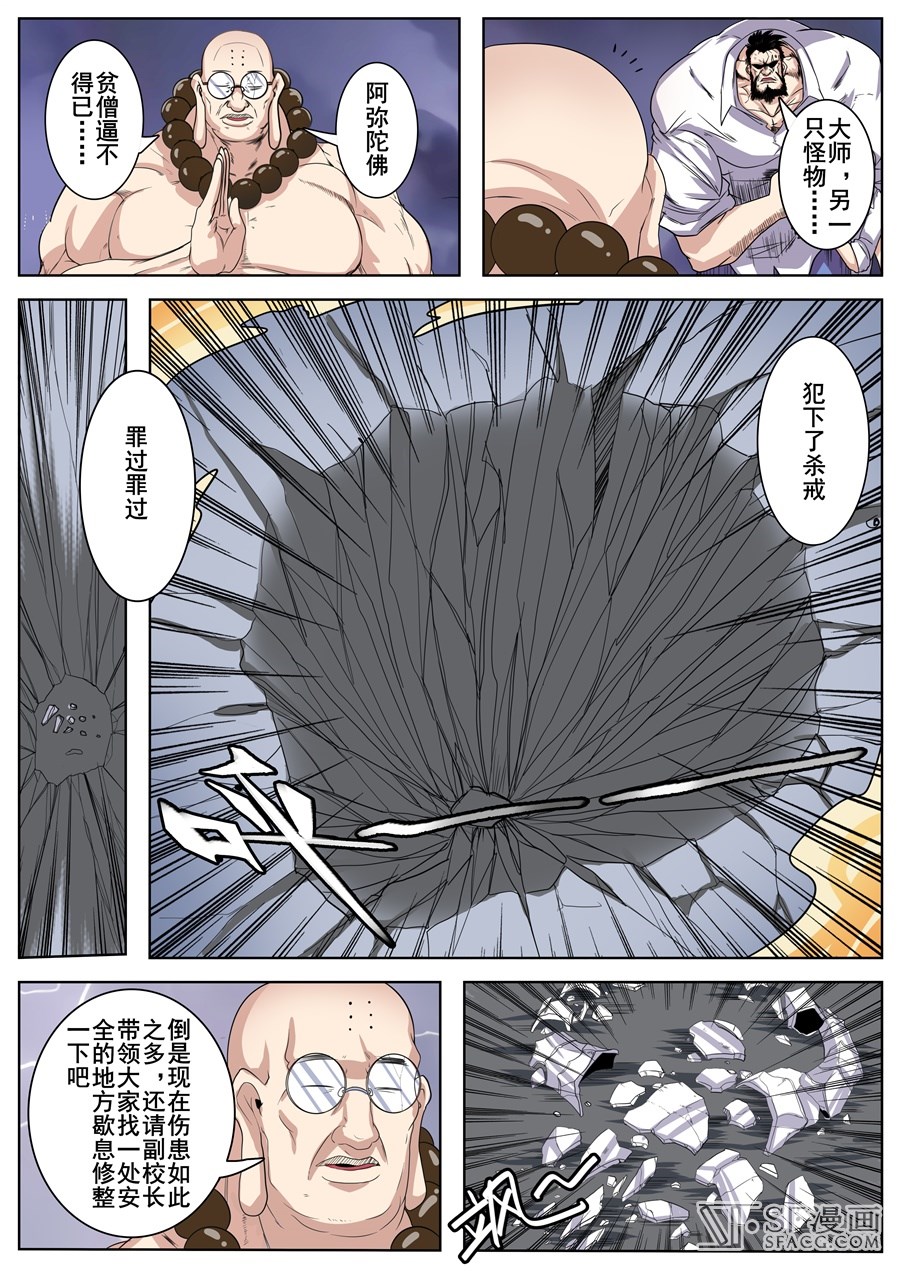 大师，另一
只怪物……
阿弥陀佛
贫僧逼不
得已……
犯下了杀戒
罪过罪过
咚——
飒～
倒是现在伤患如此
之多，还请副校长
带领大家找一处安
全的地方歇息修整
一下吧
SF漫画
SFACG.COM